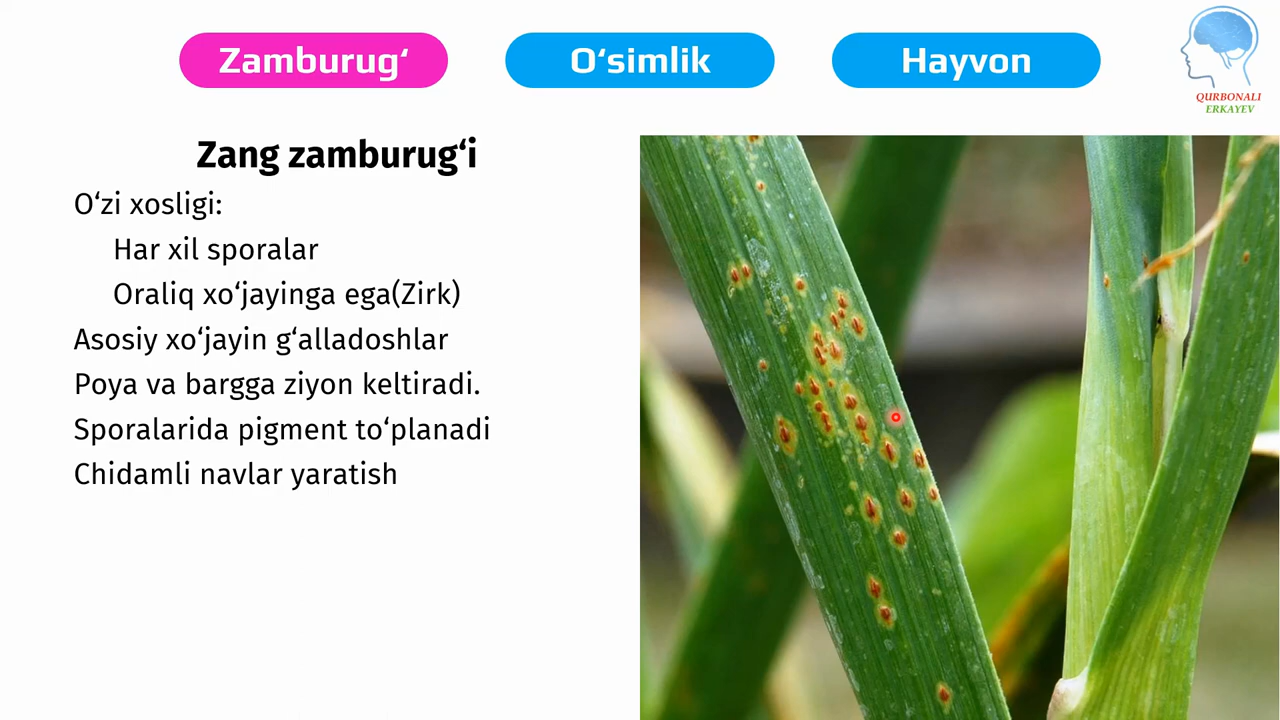 Zamburug‘
O‘simlik
Hayvon
QURBONALI
ERKAYEV
Zang zamburug‘i
O‘zi xosligi:
Har xil sporalar
Oraliq xo‘jayinga ega(Zirk)
Asosiy xo‘jayin g‘alladoshlar
Poya va bargga ziyon keltiradi.
Sporalarida pigment to‘planadi
Chidamli navlar yaratish